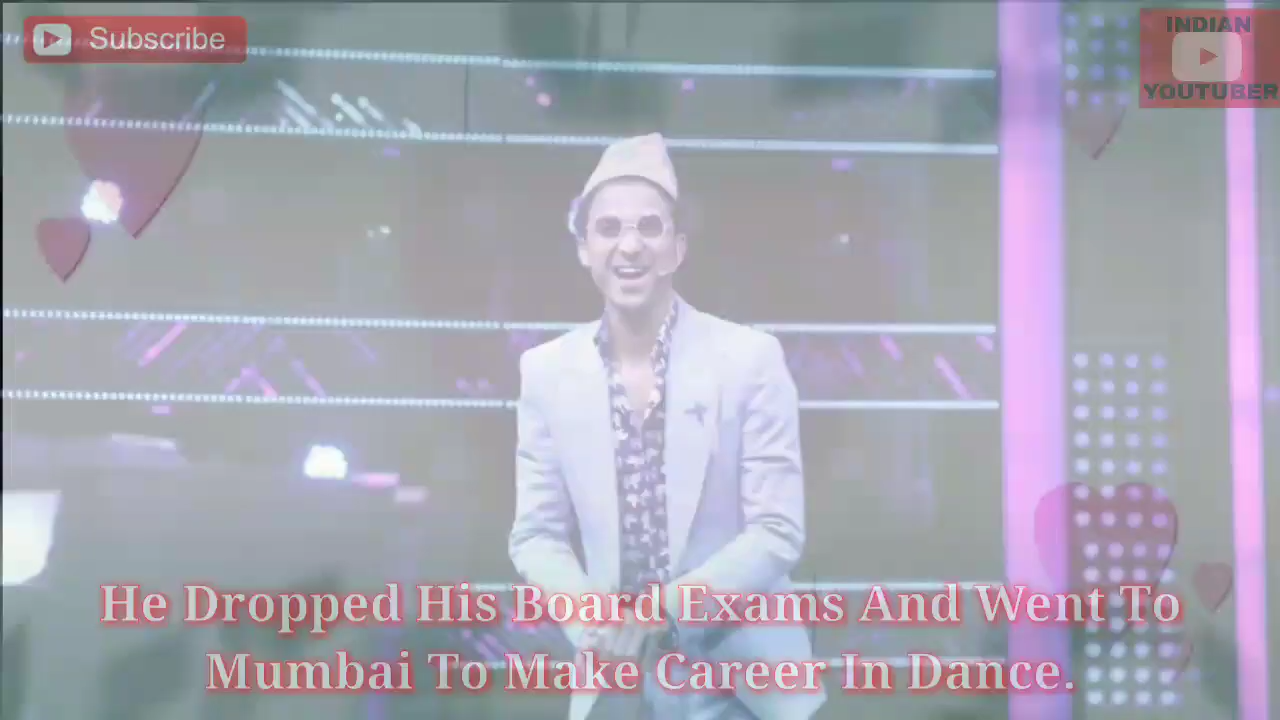 Subscribe
INDIAN
YOUTUBER
He Dropped His Board Exams And Went To
Mumbai To Make Career In Dance.